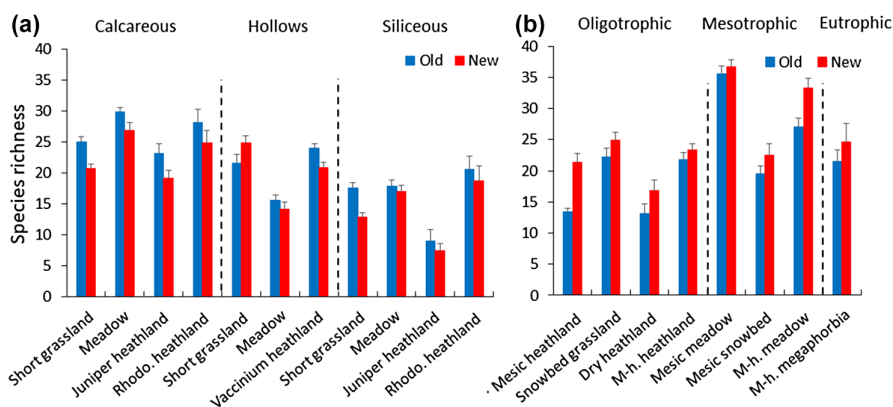 (a)
Calcareous
Hollows
Siliceous
Old
New
Species richness
40
35
30
25
20
15
10
5
0
Short grassland
Meadow
Juniper heathland
Rhodo. heathland
Short grassland
Meadow
Vaccinium heathland
Short grassland
Meadow
Juniper heathland
Rhodo. heathland
(b)
Oligotrophic
Mesotrophic
Eutrophic
Old
New
40
35
30
25
20
15
10
5
0
Mesic heathland
Snowbed grassland
Dry heathland
M-h. heathland
Mesic meadow
Mesic snowbed
M-h. meadow
M-h. megaphorbia